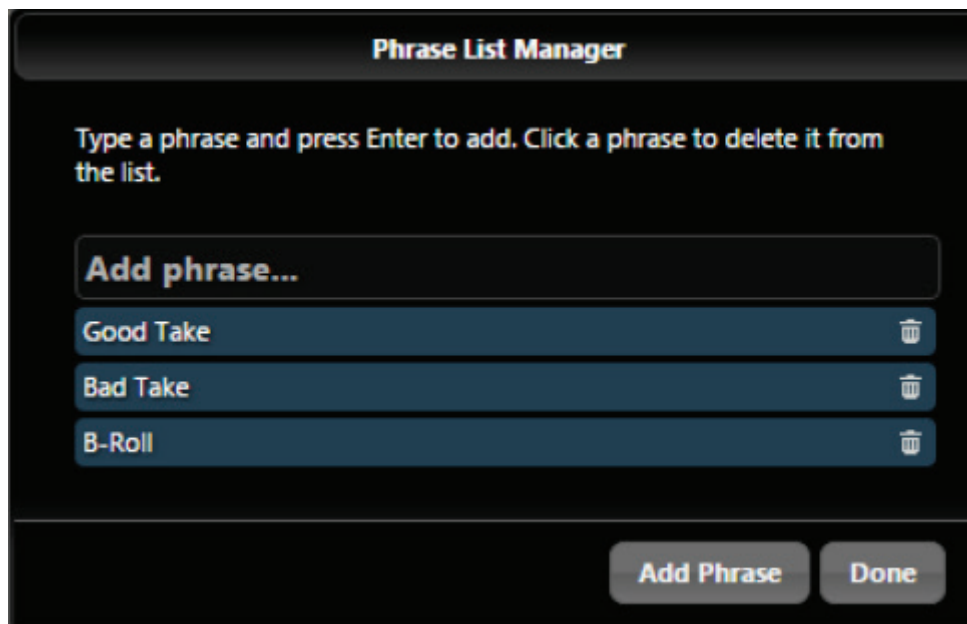 Phrase List Manager
Type a phrase and press Enter to add. Click a phrase to delete it from
the list.
Add phrase...
Good Take
Bad Take
B-Roll
Add Phrase
Done